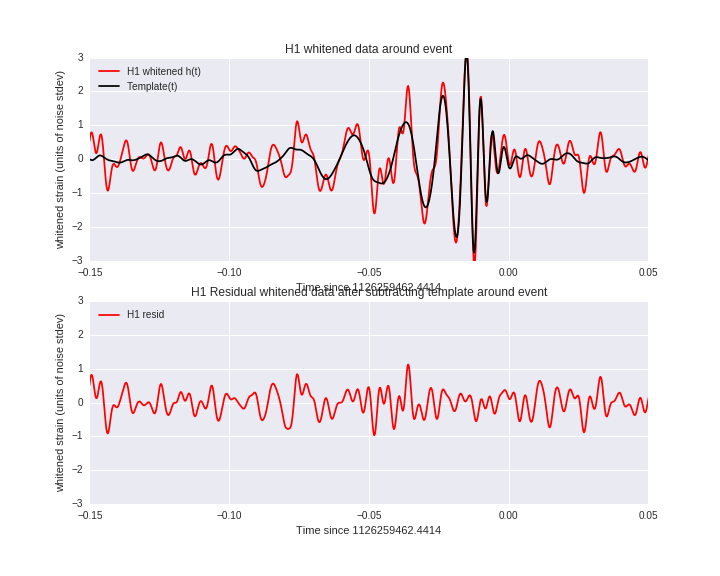 H1 whitened data around event
whitened strain (units of noise stdev)
3
2
1
0
−1
−2
−3
H1 whitened h(t)
Template(t)
−0.15
−0.10
−0.05
0.00
0.05
Time since 1126259462.4414
H1 Residual whitened data after subtracting template around event
whitened strain (units of noise stdev)
3
2
1
0
−1
−2
−3
H1 resid
−0.15
−0.10
−0.05
0.00
0.05
Time since 1126259462.4414